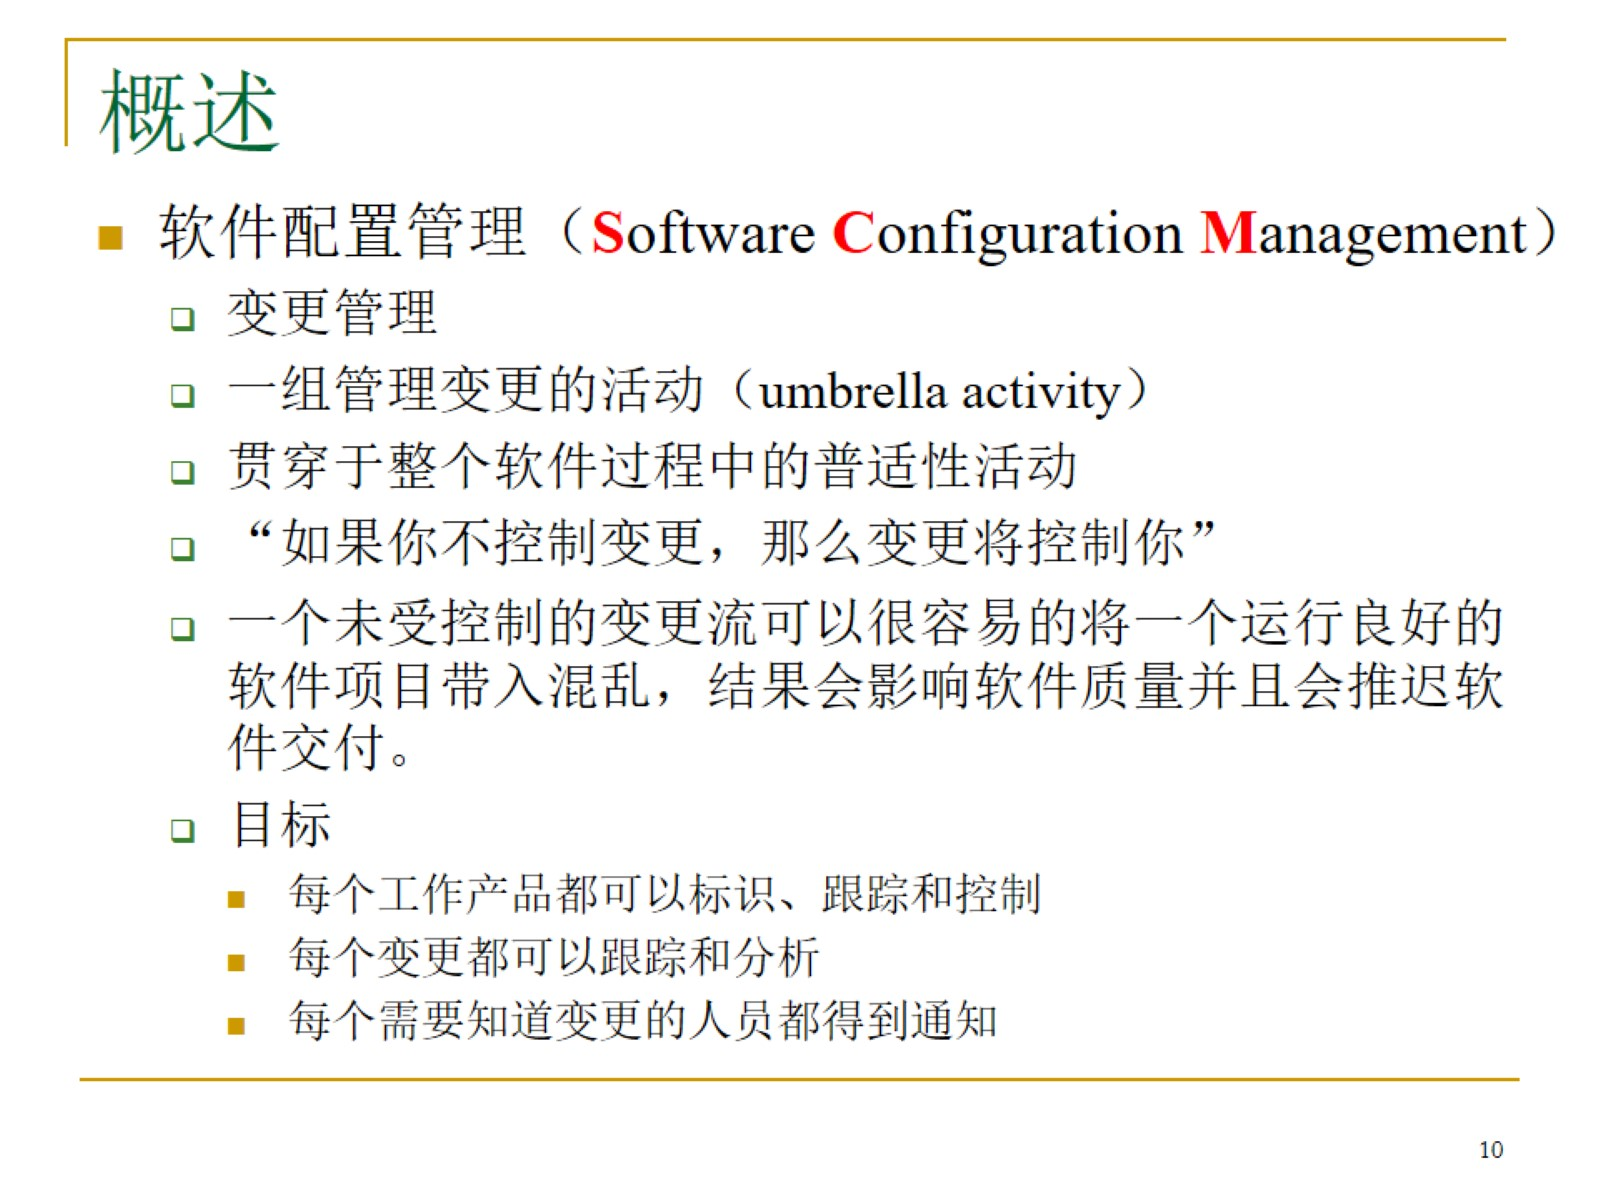 概述
软件配置管理（Software Configuration Management）
变更管理
一组管理变更的活动（umbrella activity）
贯穿于整个软件过程中的普适性活动
“如果你不控制变更，那么变更将控制你”
一个未受控制的变更流可以很容易的将一个运行良好的
软件项目带入混乱，结果会影响软件质量并且会推迟软
件交付。
目标
每个工作产品都可以标识、跟踪和控制
每个变更都可以跟踪和分析
每个需要知道变更的人员都得到通知
10